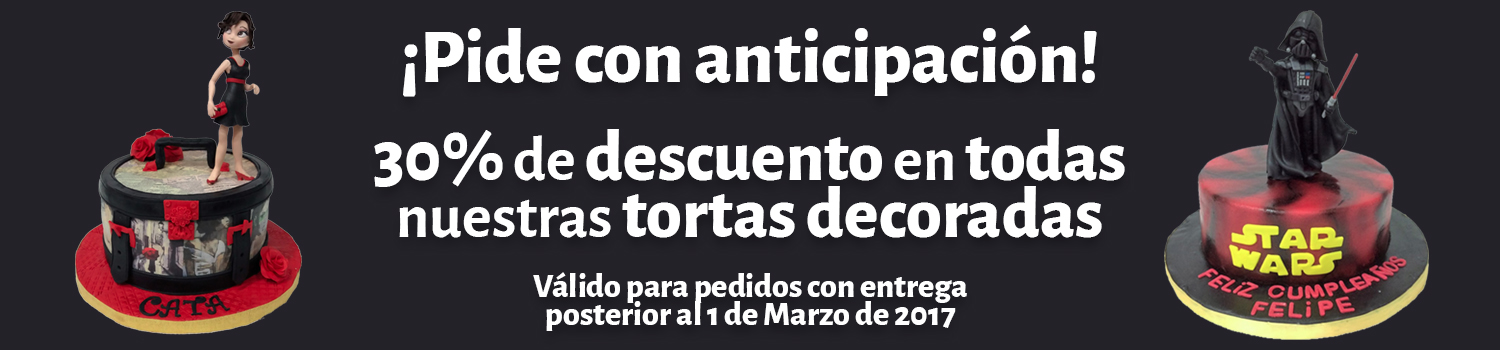 ¡Pide con anticipación!
30% de descuento en todas
nuestras tortas decoradas
Válido para pedidos con entrega
posterior al 1 de Marzo de 2017
CATA
STAR
WARS
FELIZ CUMPLEAÑOS
FELIPE